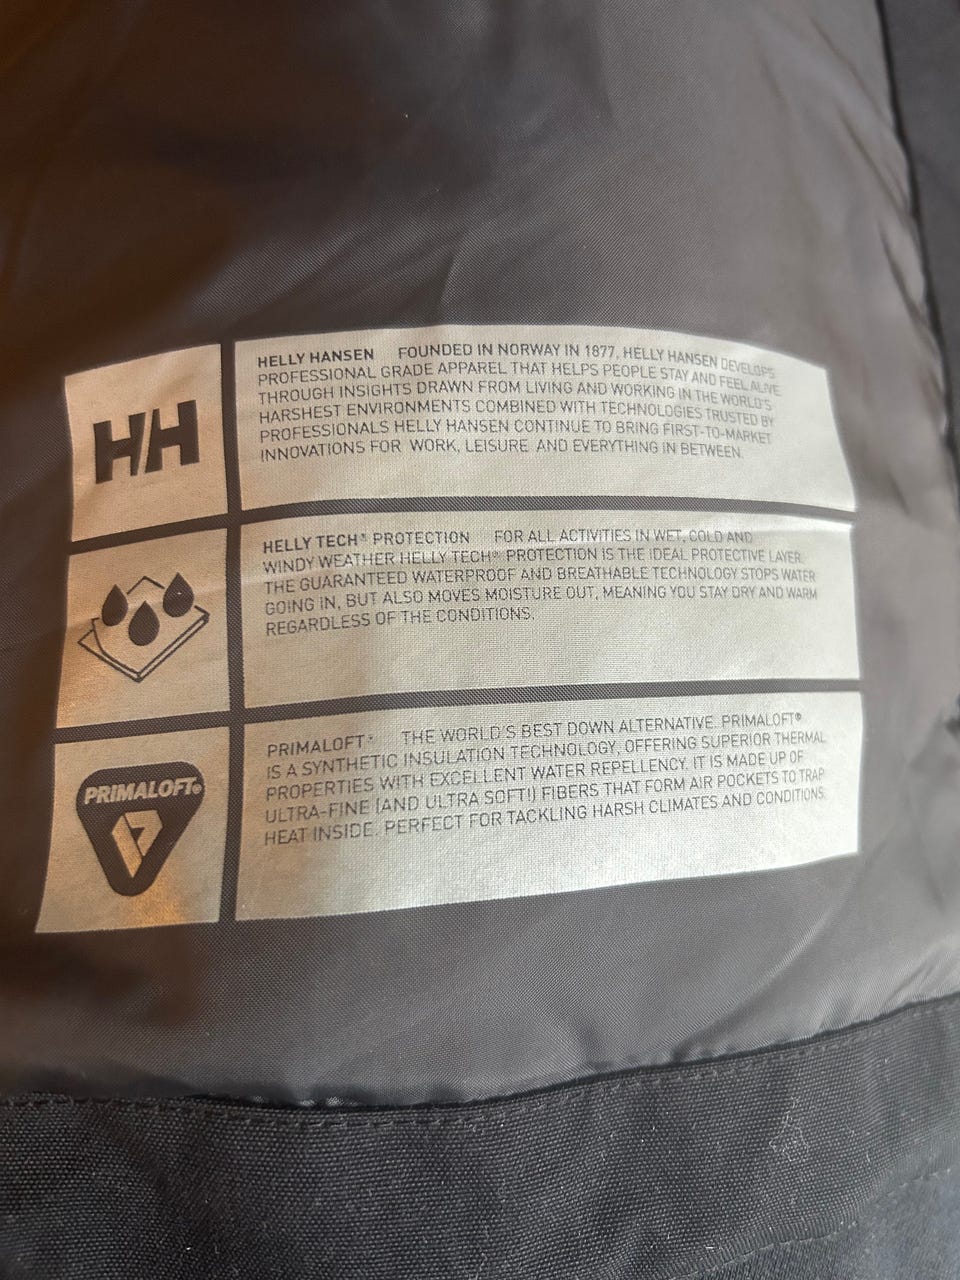 HH
HELLY HANSEN FOUNDED IN NORWAY IN 1877, HELLY HANSEN DEVELOPS
PROFESSIONAL GRADE APPAREL THAT HELPS PEOPLE STAY AND FEEL ALIVE
THROUGH INSIGHTS DRAWN FROM LIVING AND WORKING IN THE WORLD'S
HARSHEST ENVIRONMENTS COMBINED WITH TECHNOLOGIES TRUSTED BY
PROFESSIONALS HELLY HANSEN CONTINUE TO BRING FIRST-TO-MARKET
INNOVATIONS FOR WORK, LEISURE AND EVERYTHING IN BETWEEN.
HELLY TECH® PROTECTION FOR ALL ACTIVITIES IN WET, COLD AND
WINDY WEATHER HELLY TECH® PROTECTION IS THE IDEAL PROTECTIVE LAYER.
THE GUARANTEED WATERPROOF AND BREATHABLE TECHNOLOGY STOPS WATER
GOING IN, BUT ALSO MOVES MOISTURE OUT, MEANING YOU STAY DRY AND WARM
REGARDLESS OF THE CONDITIONS.
PRIMALOFT®
PRIMALOFT® THE WORLD'S BEST DOWN ALTERNATIVE. PRIMALOFT®
IS A SYNTHETIC INSULATION TECHNOLOGY, OFFERING SUPERIOR THERMAL
PROPERTIES WITH EXCELLENT WATER REPELLENCY. IT IS MADE UP OF
ULTRA-FINE (AND ULTRA SOFT!) FIBERS THAT FORM AIR POCKETS TO TRAP
HEAT INSIDE. PERFECT FOR TACKLING HARSH CLIMATES AND CONDITIONS.